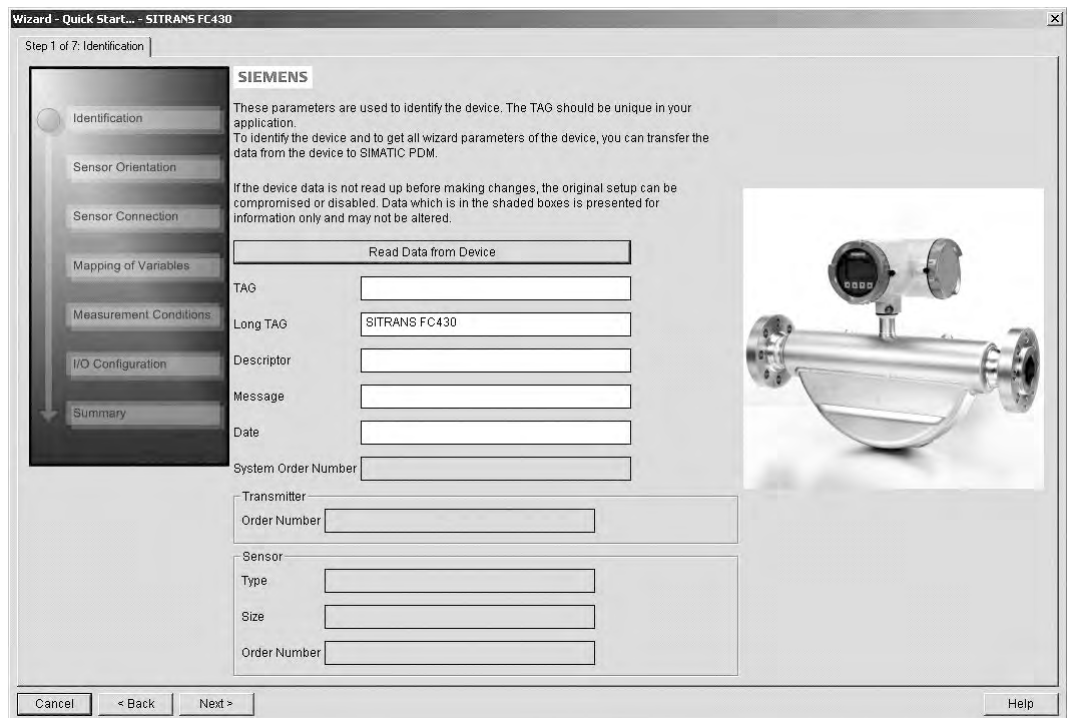 Wizard - Quick Start... - SITRANS FC430
Step 1 of 7: Identification
Identification
Sensor Orientation
Sensor Connection
Mapping of Variables
Measurement Conditions
I/O Configuration
Summary
SIEMENS
These parameters are used to identify the device. The TAG should be unique in your
application.
To identify the device and to get all wizard parameters of the device, you can transfer the
data from the device to SIMATIC PDM.
If the device data is not read up before making changes, the original setup can be
compromised or disabled. Data which is in the shaded boxes is presented for
information only and may not be altered.
Read Data from Device
TAG
Long TAG SITRANS FC430
Descriptor
Message
Date
System Order Number
Transmitter
Order Number
Sensor
Type
Size
Order Number
Cancel < Back Next > Help